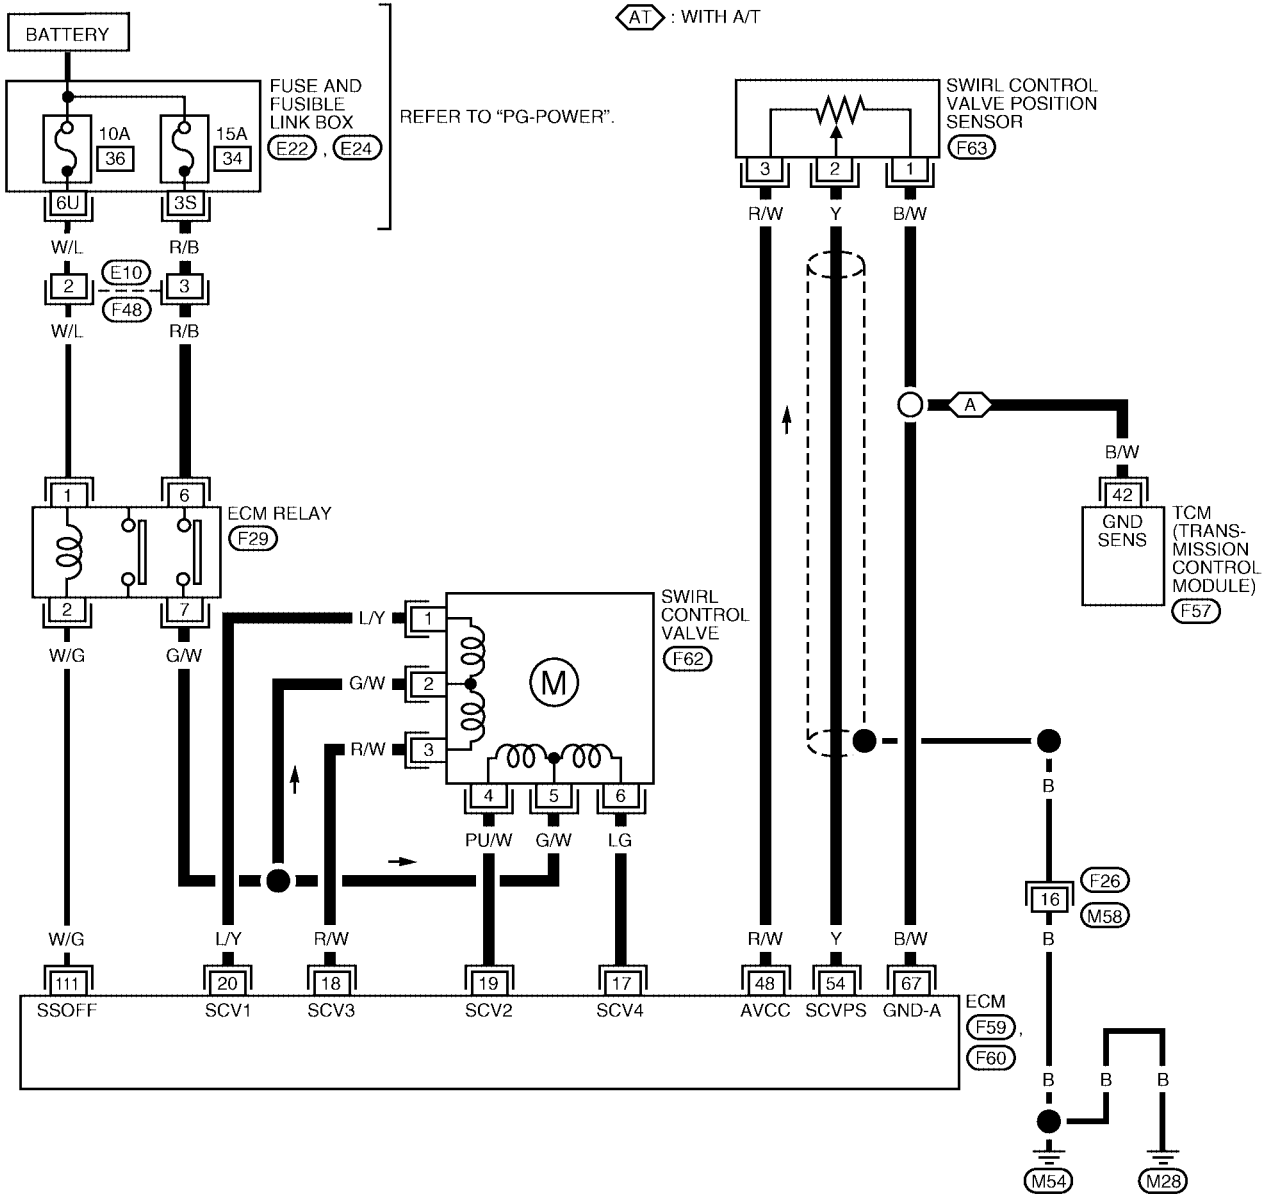 BATTERY
AT : WITH A/T
FUSE AND
FUSIBLE
LINK BOX
E22 , E24
REFER TO "PG-POWER".
10A
36
15A
34
6U
3S
W/L
R/B
2
E10
F48
3
W/L
R/B
1
6
ECM RELAY
F29
2
7
W/G
G/W
SWIRL CONTROL
VALVE POSITION
SENSOR
F63
3
2
1
R/W
Y
B/W
A
B/W
42
GND
SENS
TCM
(TRANS-
MISSION
CONTROL
MODULE)
F57
L/Y
1
G/W
2
R/W
3
M
SWIRL
CONTROL
VALVE
F62
4
5
6
PU/W
G/W
LG
B
16
F26
M58
B
W/G
L/Y
R/W
R/W
Y
B/W
111
20
18
19
17
48
54
67
SSOFF
SCV1
SCV3
SCV2
SCV4
AVCC
SCVPS
GND-A
ECM
F59 ,
F60
B
B
B
M54
M28